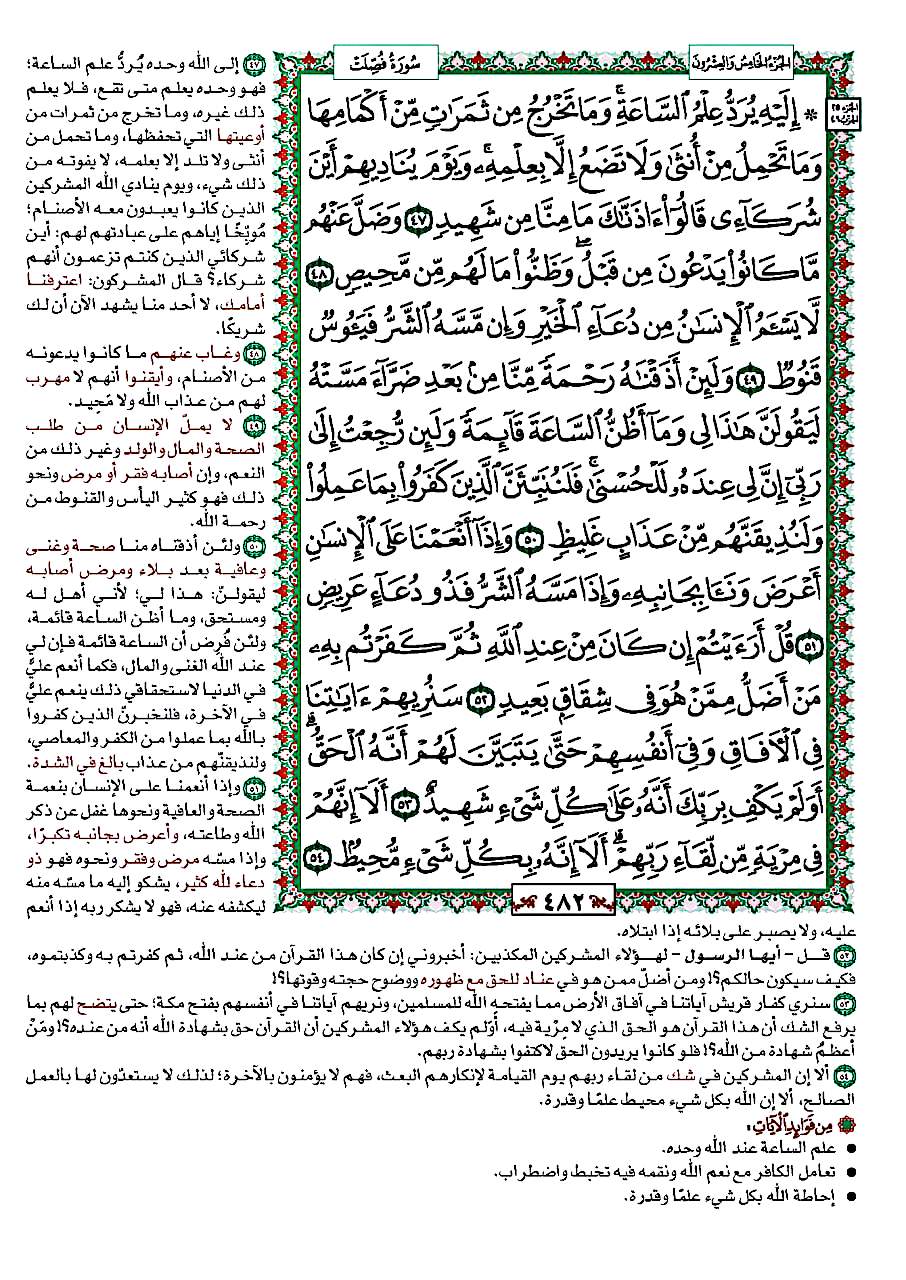 الجزء الخامس والعشرون
سُورَةُ فُصِّلَتْ
۞ إِلَيْهِ يُرَدُّ عِلْمُ ٱلسَّاعَةِۚ وَمَا تَخْرُجُ مِن ثَمَرَٰتٍ مِّنْ أَكْمَامِهَا
وَمَا تَحْمِلُ مِنْ أُنثَىٰ وَلَا تَضَعُ إِلَّا بِعِلْمِهِۦۚ وَيَوْمَ يُنَادِيهِمْ أَيْنَ
شُرَكَآءِى قَالُوٓا۟ ءَاذَنَّـٰكَ مَا مِنَّا مِن شَهِيدٍ ٤٧ وَضَلَّ عَنْهُم
مَّا كَانُوا۟ يَدْعُونَ مِن قَبْلُۖ وَظَنُّوا۟ مَا لَهُم مِّن مَّحِيصٍ ٤٨
لَّا يَسْـَٔمُ ٱلْإِنسَـٰنُ مِن دُعَآءِ ٱلْخَيْرِ وَإِن مَّسَّهُ ٱلشَّرُّ فَيَـُٔوسٌ
قَنُوطٌ ٤٩ وَلَئِنْ أَذَقْنَـٰهُ رَحْمَةً مِّنَّا مِنۢ بَعْدِ ضَرَّآءَ مَسَّتْهُ
لَيَقُولَنَّ هَـٰذَا لِى وَمَآ أَظُنُّ ٱلسَّاعَةَ قَآئِمَةً وَلَئِن رُّجِعْتُ إِلَىٰ
رَبِّىٓ إِنَّ لِى عِندَهُۥ لَلْحُسْنَىٰۚ فَلَنُنَبِّئَنَّ ٱلَّذِينَ كَفَرُوا۟ بِمَا عَمِلُوا۟
وَلَنُذِيقَنَّهُم مِّنْ عَذَابٍ غَلِيظٍ ٥٠ وَإِذَآ أَنْعَمْنَا عَلَى ٱلْإِنسَـٰنِ
أَعْرَضَ وَنَـَٔا بِجَانِبِهِۦ وَإِذَا مَسَّهُ ٱلشَّرُّ فَذُو دُعَآءٍ عَرِيضٍ
٥١ قُلْ أَرَءَيْتُمْ إِن كَانَ مِنْ عِندِ ٱللَّهِ ثُمَّ كَفَرْتُم بِهِۦ
مَنْ أَضَلُّ مِمَّنْ هُوَ فِى شِقَاقٍۭ بَعِيدٍ ٥٢ سَنُرِيهِمْ ءَايَـٰتِنَا
فِى ٱلْـَٔافَاقِ وَفِىٓ أَنفُسِهِمْ حَتَّىٰ يَتَبَيَّنَ لَهُمْ أَنَّهُ ٱلْحَقُّۗ
أَوَلَمْ يَكْفِ بِرَبِّكَ أَنَّهُۥ عَلَىٰ كُلِّ شَىْءٍ شَهِيدٌ ٥٣ أَلَآ إِنَّهُمْ
فِى مِرْيَةٍ مِّن لِّقَآءِ رَبِّهِمْۗ أَلَآ إِنَّهُۥ بِكُلِّ شَىْءٍ مُّحِيطٌۢ ٥٤
٤٨٢
٤٧ إلى الله وحده يُردُّ علم الساعة؛
فهو وحده يعلم متى تقع، فلا يعلم
ذلك غيره، وما تخرج من ثمرات من
أوعيتها التي تحفظها، وما تحمل من
أنثى ولا تلد إلا بعلمه، لا يفوته من
ذلك شيء، ويوم ينادي الله المشركين
الذين كانوا يعبدون معه الأصنام؛
مُوبّخًا إياهم على عبادتهم لهم: أين
شركائي الذين كنتم تزعمون أنهم
شركاء؟ قال المشركون: اعترفنا
أمامك، لا أحد منا يشهد الآن أن لك
شريكًا.
٤٨ وغاب عنهم ما كانوا يدعونه
من الأصنام، وأيقنوا أنهم لا مهرب
لهم من عذاب الله ولا مَحِيد.
٤٩ لا يملّ الإنسان من طلب
الصحة والمال والولد وغير ذلك من
النعم، وإن أصابه فقر أو مرض ونحو
ذلك فهو كثير اليأس والقنوط من
رحمة الله.
٥٠ ولئن أذقناه منا صحة وغنى
وعافية بعد بلاء ومرض أصابه
ليقولنّ: هذا لي؛ لأني أهل له
ومستحق، وما أظن الساعة قائمة،
ولئن فُرِض أن الساعة قائمة فإن لي
عند الله الغنى والمال، فكما أنعم عليَّ
في الدنيا لاستحقاقي ذلك ينعم عليَّ
في الآخرة، فلنخبرنّ الذين كفروا
بالله بما عملوا من الكفر والمعاصي،
ولنذيقنّهم من عذاب بالغ في الشدة.
٥١ وإذا أنعمنا على الإنسان بنعمة
الصحة والعافية ونحوها غفل عن ذكر
الله وطاعته، وأعرض بجانبه تكبرًا،
وإذا مسّه مرض وفقر ونحوه فهو ذو
دعاء لله كثير، يشكو إليه ما مسّه منه
ليكشفه عنه، فهو لا يشكر ربه إذا أنعم
عليه، ولا يصبر على بلائه إذا ابتلاه.
٥٢ قل – أيها الرسول – لهؤلاء المشركين المكذبين: أخبروني إن كان هذا القرآن من عند الله، ثم كفرتم به وكذبتموه،
فكيف سيكون حالكم؟! ومن أضلّ ممن هو في عناد للحق مع ظهوره ووضوح حجته وقوتها؟!
٥٣ سنري كفار قريش آياتنا في آفاق الأرض مما يفتحه الله للمسلمين، ونريهم آياتنا في أنفسهم بفتح مكة؛ حتى يتضح لهم بما
يرفع الشك أن هذا القرآن هو الحق الذي لا مِرْية فيه، أَوَلم يكف هؤلاء المشركين أن القرآن حق بشهادة الله أنه من عنده؟! ومَنْ
أعظمُ شهادة من الله؟! فلو كانوا يريدون الحق لاكتفوا بشهادة ربهم.
٥٤ ألا إن المشركين في شك من لقاء ربهم يوم القيامة لإنكارهم البعث، فهم لا يؤمنون بالآخرة؛ لذلك لا يستعدّون لها بالعمل
الصالح، ألا إن الله بكل شيء محيط علمًا وقدرة.
مِن فَوَائِدِ الآيَاتِ:
• علم الساعة عند الله وحده.
• تعامل الكافر مع نعم الله ونقمه فيه تخبط واضطراب.
• إحاطة الله بكل شيء علمًا وقدرة.